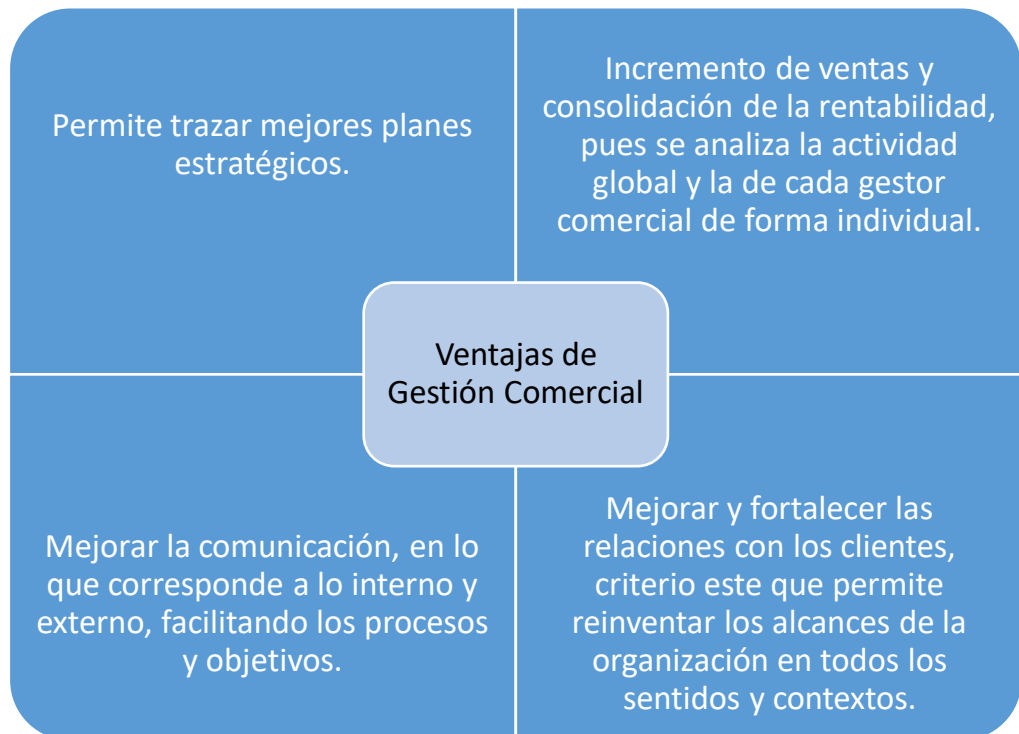 Permite trazar mejores planes
estratégicos.
Incremento de ventas y
consolidación de la rentabilidad,
pues se analiza la actividad
global y la de cada gestor
comercial de forma individual.
Ventajas de
Gestión Comercial
Mejorar la comunicación, en lo
que corresponde a lo interno y
externo, facilitando los procesos
y objetivos.
Mejorar y fortalecer las
relaciones con los clientes,
criterio este que permite
reinventar los alcances de la
organización en todos los
sentidos y contextos.